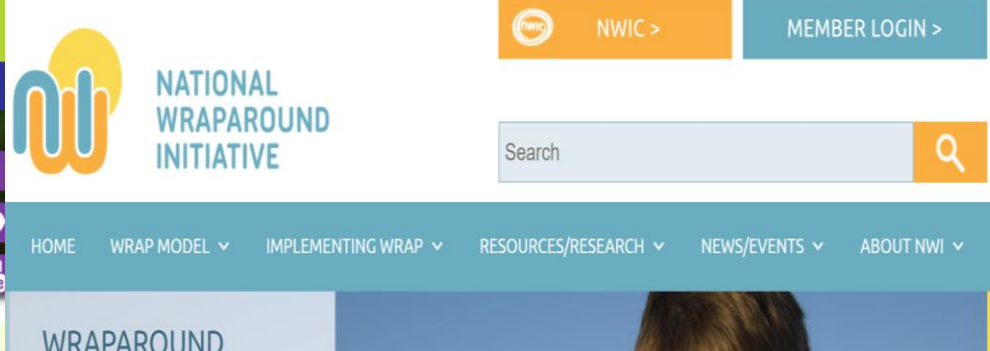 nwic
NWIC >
MEMBER LOGIN >
NATIONAL
WRAPAROUND
INITIATIVE
Search
HOME
WRAP MODEL
IMPLEMENTING WRAP
RESOURCES/RESEARCH
NEWS/EVENTS
ABOUT NWI
WRAPAROUND